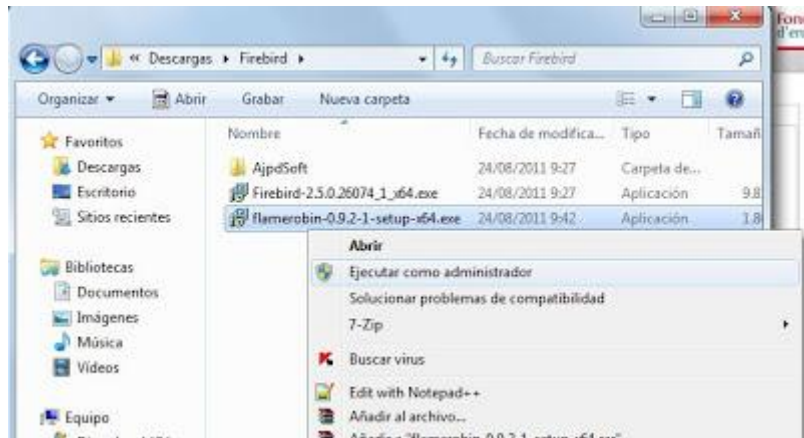 Fon
d'en
« Descargas ▸ Firebird ▸
Buscar Firebird
Organizar ▾ Abrir Grabar Nueva carpeta
Nombre Fecha de modifica... Tipo Tamañ
Favoritos
Descargas
Escritorio
Sitios recientes
Bibliotecas
Documentos
Imágenes
Música
Vídeos
Equipo
AjpdSoft 24/08/2011 9:27 Carpeta de...
Firebird-2.5.0.26074_1_x64.exe 24/08/2011 9:27 Aplicación 9.8
flamerobin-0.9.2-1-setup-x64.exe 24/08/2011 9:42 Aplicación 1.8
Abrir
Ejecutar como administrador
Solucionar problemas de compatibilidad
7-Zip
Buscar virus
Edit with Notepad++
Añadir al archivo...